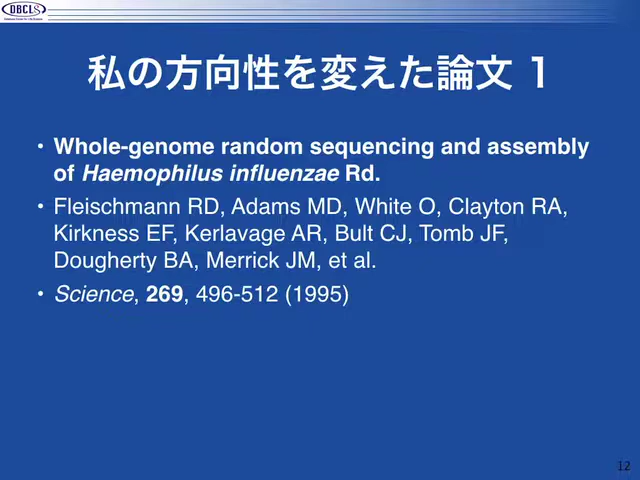 DBCLS
私の方向性を変えた論文 1
• Whole-genome random sequencing and assembly
of Haemophilus influenzae Rd.
• Fleischmann RD, Adams MD, White O, Clayton RA,
Kirkness EF, Kerlavage AR, Bult CJ, Tomb JF,
Dougherty BA, Merrick JM, et al.
• Science, 269, 496-512 (1995)
12